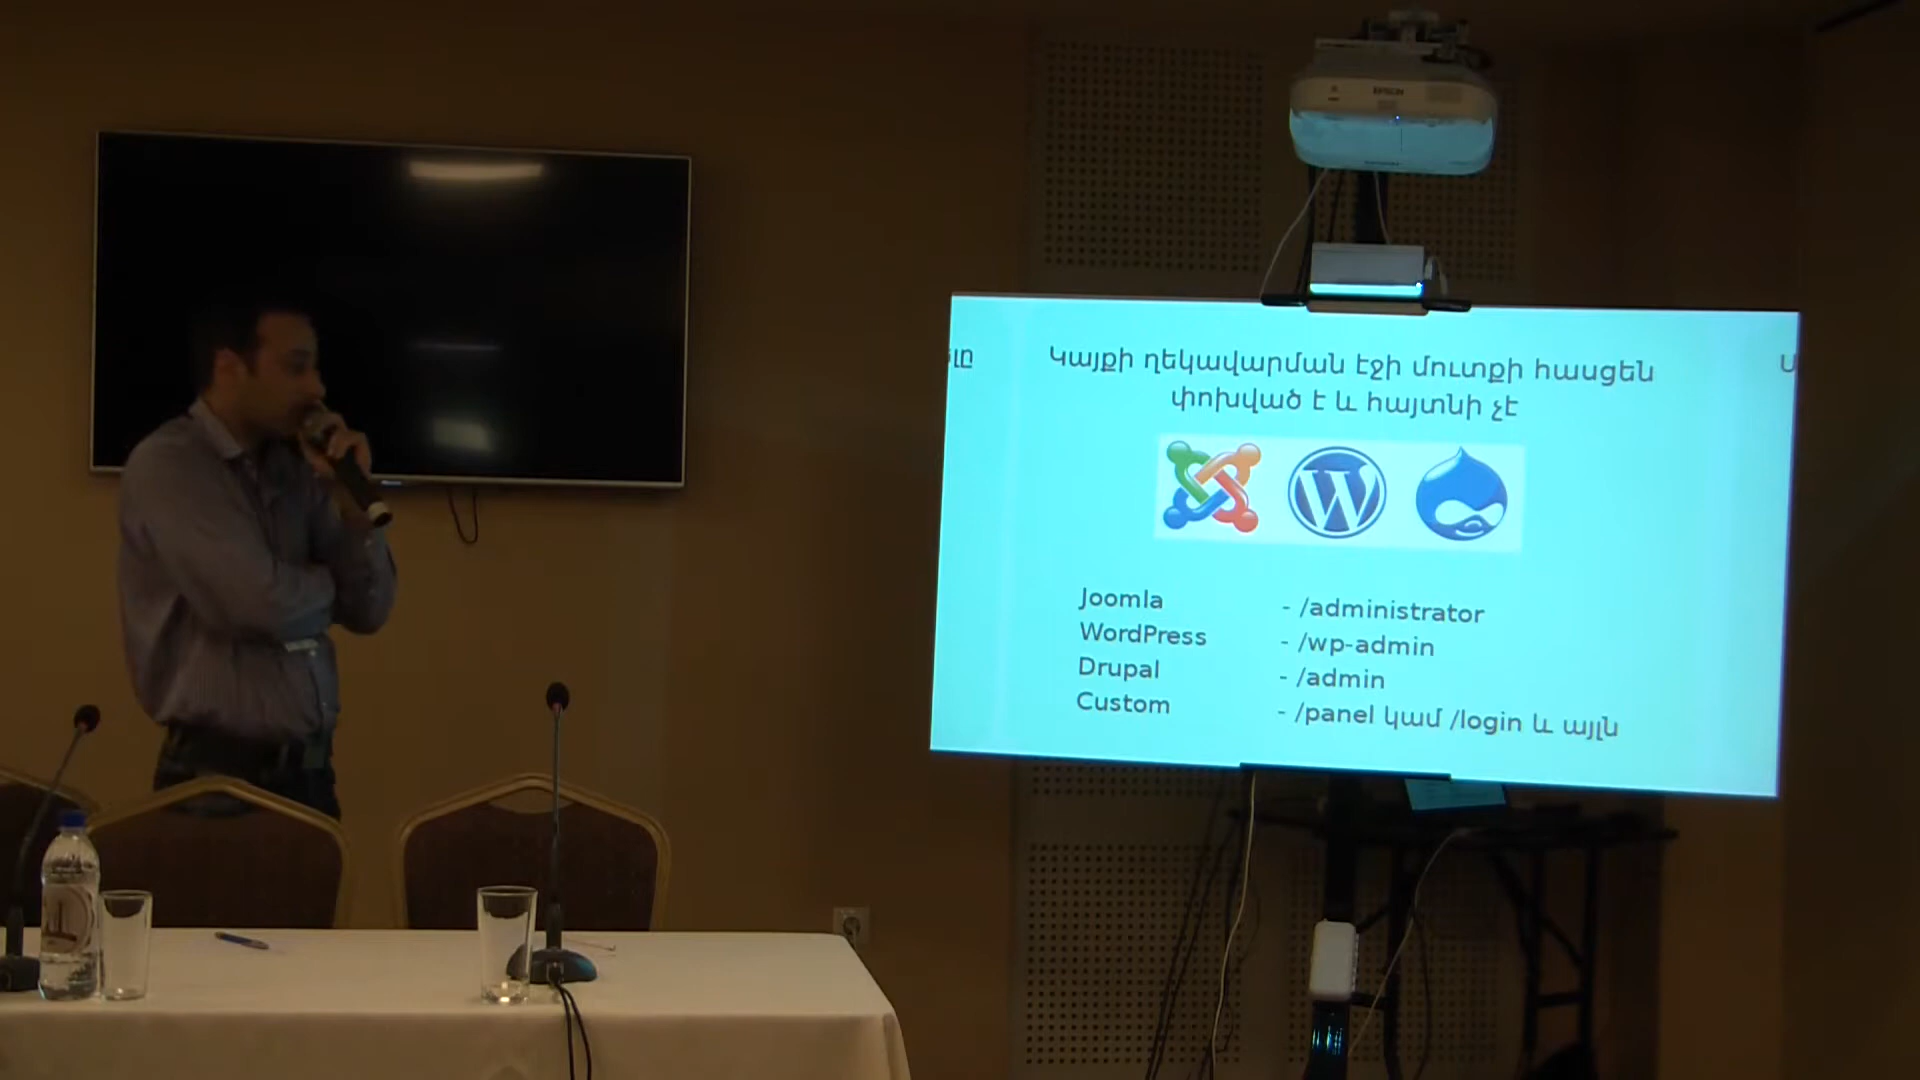 EPSON
Կայքի ղեկավարման էջի մուտքի հասցեն
փոխված է և հայտնի չէ
Joomla - /administrator
WordPress - /wp-admin
Drupal - /admin
Custom - /panel կամ /login և այլն